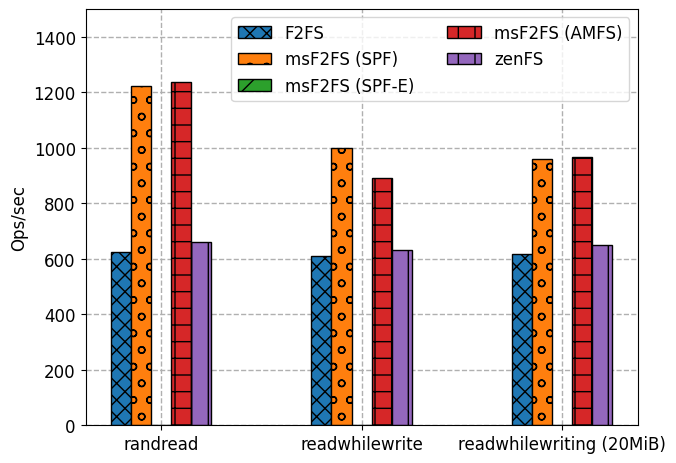 F2FS
msF2FS (SPF)
msF2FS (SPF-E)
msF2FS (AMFS)
zenFS
Ops/sec
1400
1200
1000
800
600
400
200
0
randread
readwhilewrite
readwhilewriting (20MiB)